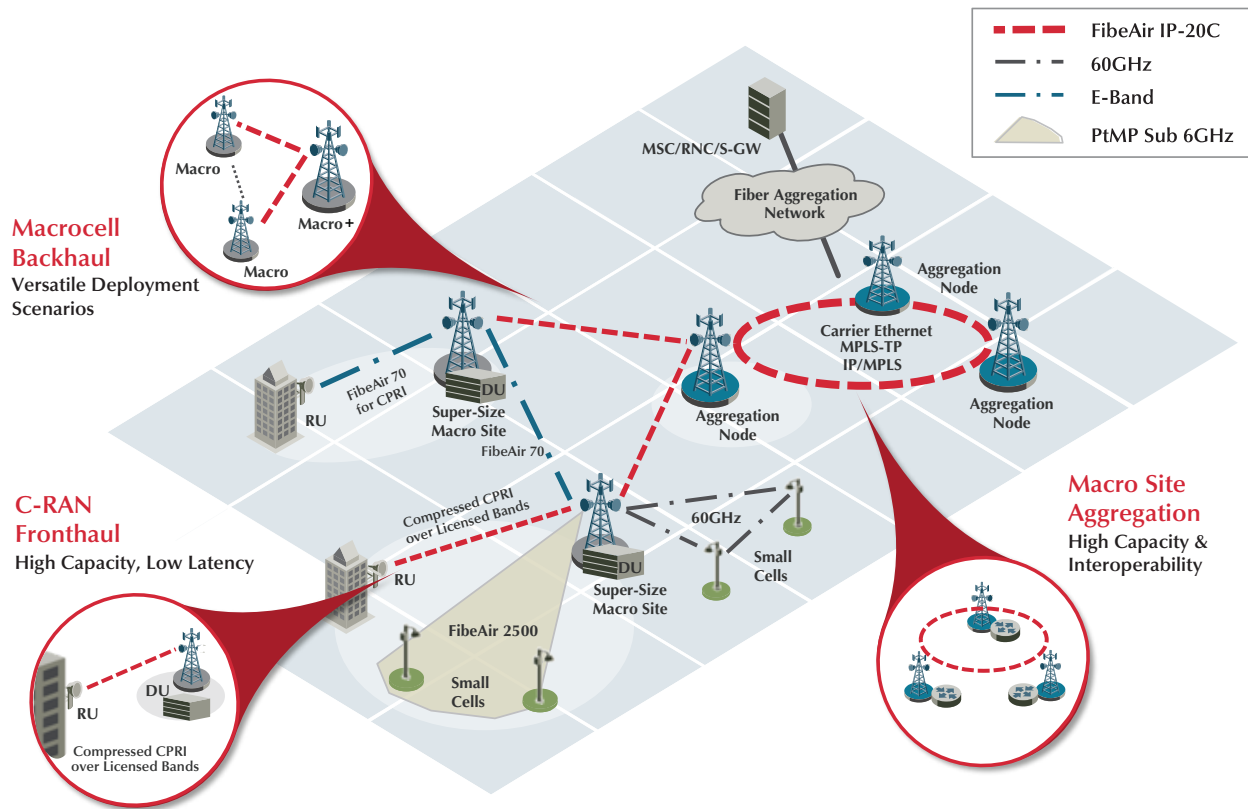 FibeAir IP-20C
60GHz
E-Band
PtMP Sub 6GHz
MSC/RNC/S-GW
Fiber Aggregation
Network
Macro
Macro+
Macro
Macrocell
Backhaul
Versatile Deployment
Scenarios
Aggregation
Node
Carrier Ethernet
MPLS-TP
IP/MPLS
Aggregation
Node
Aggregation
Node
FibeAir 70
for CPRI
RU
DU
Super-Size
Macro Site
FibeAir 70
C-RAN
Fronthaul
High Capacity, Low Latency
Compressed CPRI
over Licensed Bands
RU
60GHz
Small
Cells
DU
Super-Size
Macro Site
FibeAir 2500
Small
Cells
Macro Site
Aggregation
High Capacity &
Interoperability
RU
DU
Compressed CPRI
over Licensed Bands